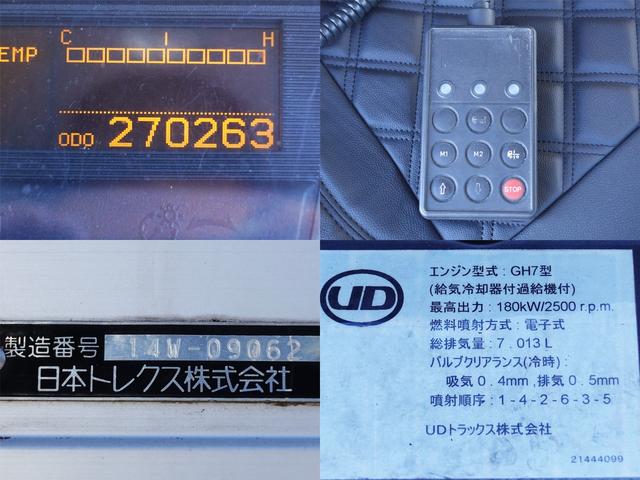 C H
EMP
ODO 270263
M1 M2
STOP
製造番号 14W-09062
日本トレクス株式会社
UD
エンジン型式：GH7型
(給気冷却器付過給機付)
最高出力：180kW/2500 r.p.m.
燃料噴射方式：電子式
総排気量：7.013L
バルブクリアランス(冷時)：
吸気0.4mm,排気0.5mm
噴射順序：1-4-2-6-3-5
UDトラックス株式会社
21444099